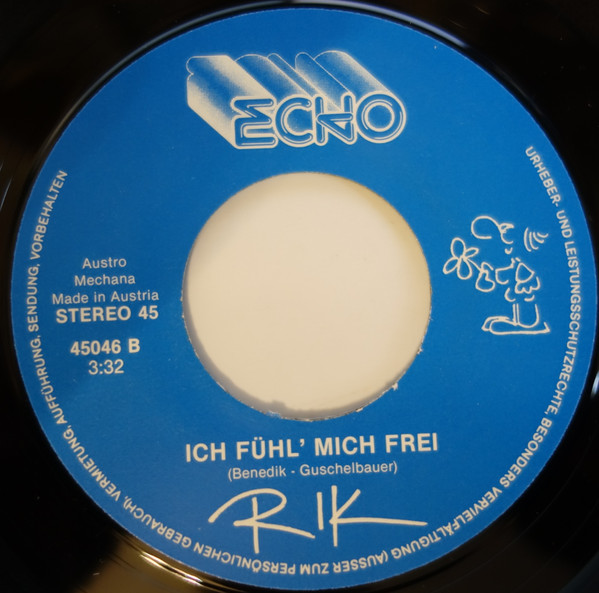 ECHO
Austro
Mechana
Made in Austria
STEREO 45
45046 B
3:32
ICH FÜHL' MICH FREI
(Benedik - Guschelbauer)
RIK
URHEBER- UND LEISTUNGSSCHUTZRECHTE, BESONDERS VERVIELFÄLTIGUNG (AUSSER ZUM PERSÖNLICHEN GEBRAUCH), VERMIETUNG, AUFFÜHRUNG, SENDUNG, VORBEHALTEN